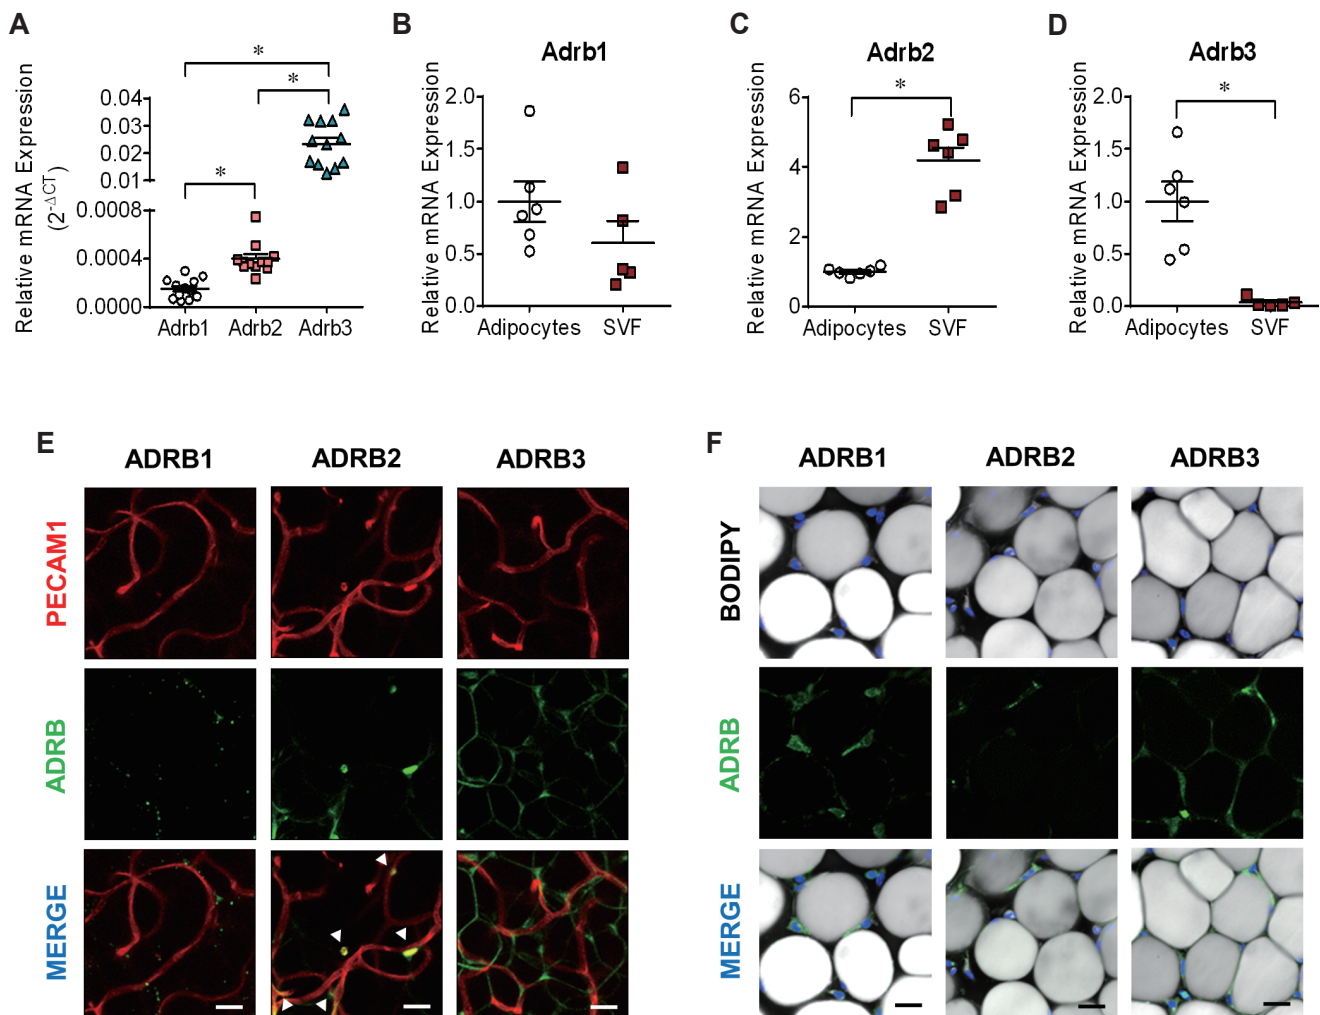 A
B
C
D
Adrb1
Adrb2
Adrb3
Relative mRNA Expression
(2-ΔCT)
0.04
0.03
0.02
0.01
0.0008
0.0004
0.0000
*
*
*
Adrb1 Adrb2 Adrb3
Relative mRNA Expression
2.0
1.5
1.0
0.5
0.0
Adipocytes SVF
Relative mRNA Expression
6
4
2
0
*
Adipocytes SVF
Relative mRNA Expression
2.0
1.5
1.0
0.5
0.0
*
Adipocytes SVF
E
ADRB1 ADRB2 ADRB3
PECAM1
ADRB
MERGE
F
ADRB1 ADRB2 ADRB3
BODIPY
ADRB
MERGE